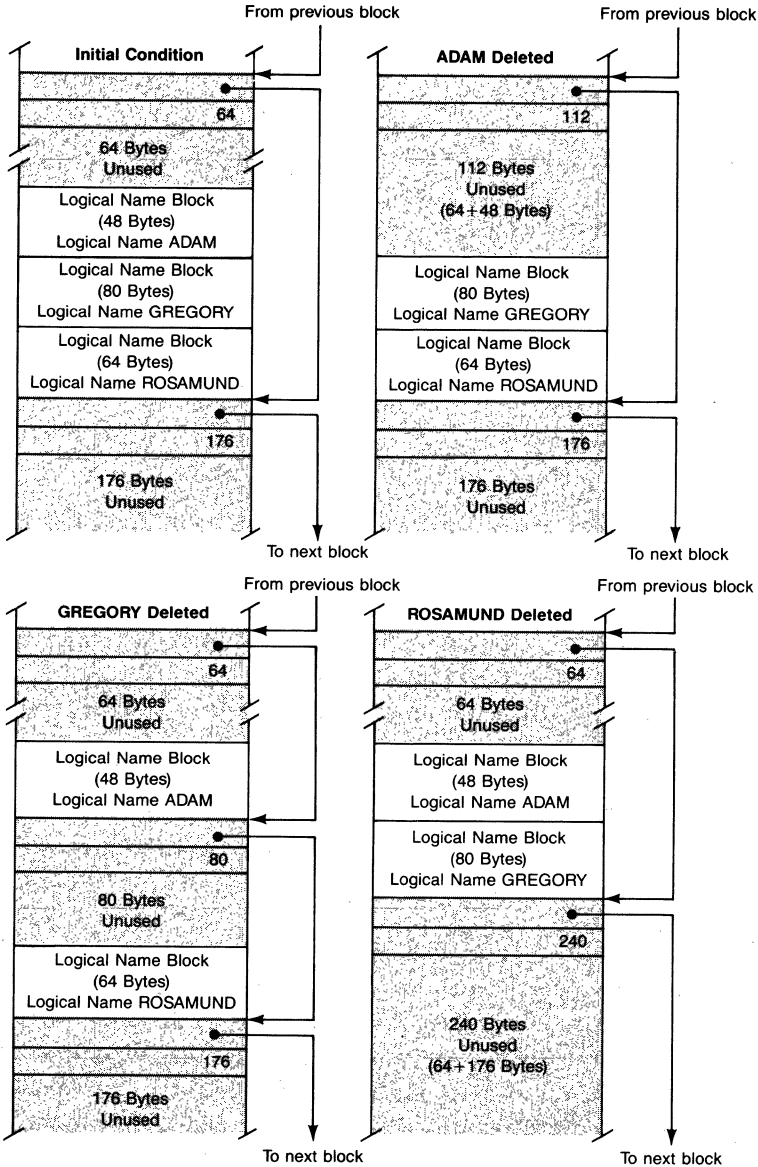 From previous block
Initial Condition
64
64 Bytes
Unused
Logical Name Block
(48 Bytes)
Logical Name ADAM
Logical Name Block
(80 Bytes)
Logical Name GREGORY
Logical Name Block
(64 Bytes)
Logical Name ROSAMUND
176
176 Bytes
Unused
To next block
From previous block
ADAM Deleted
112
112 Bytes
Unused
(64+48 Bytes)
Logical Name Block
(80 Bytes)
Logical Name GREGORY
Logical Name Block
(64 Bytes)
Logical Name ROSAMUND
176
176 Bytes
Unused
To next block
From previous block
GREGORY Deleted
64
64 Bytes
Unused
Logical Name Block
(48 Bytes)
Logical Name ADAM
80
80 Bytes
Unused
Logical Name Block
(64 Bytes)
Logical Name ROSAMUND
176
176 Bytes
Unused
To next block
From previous block
ROSAMUND Deleted
64
64 Bytes
Unused
Logical Name Block
(48 Bytes)
Logical Name ADAM
Logical Name Block
(80 Bytes)
Logical Name GREGORY
240
240 Bytes
Unused
(64+176 Bytes)
To next block